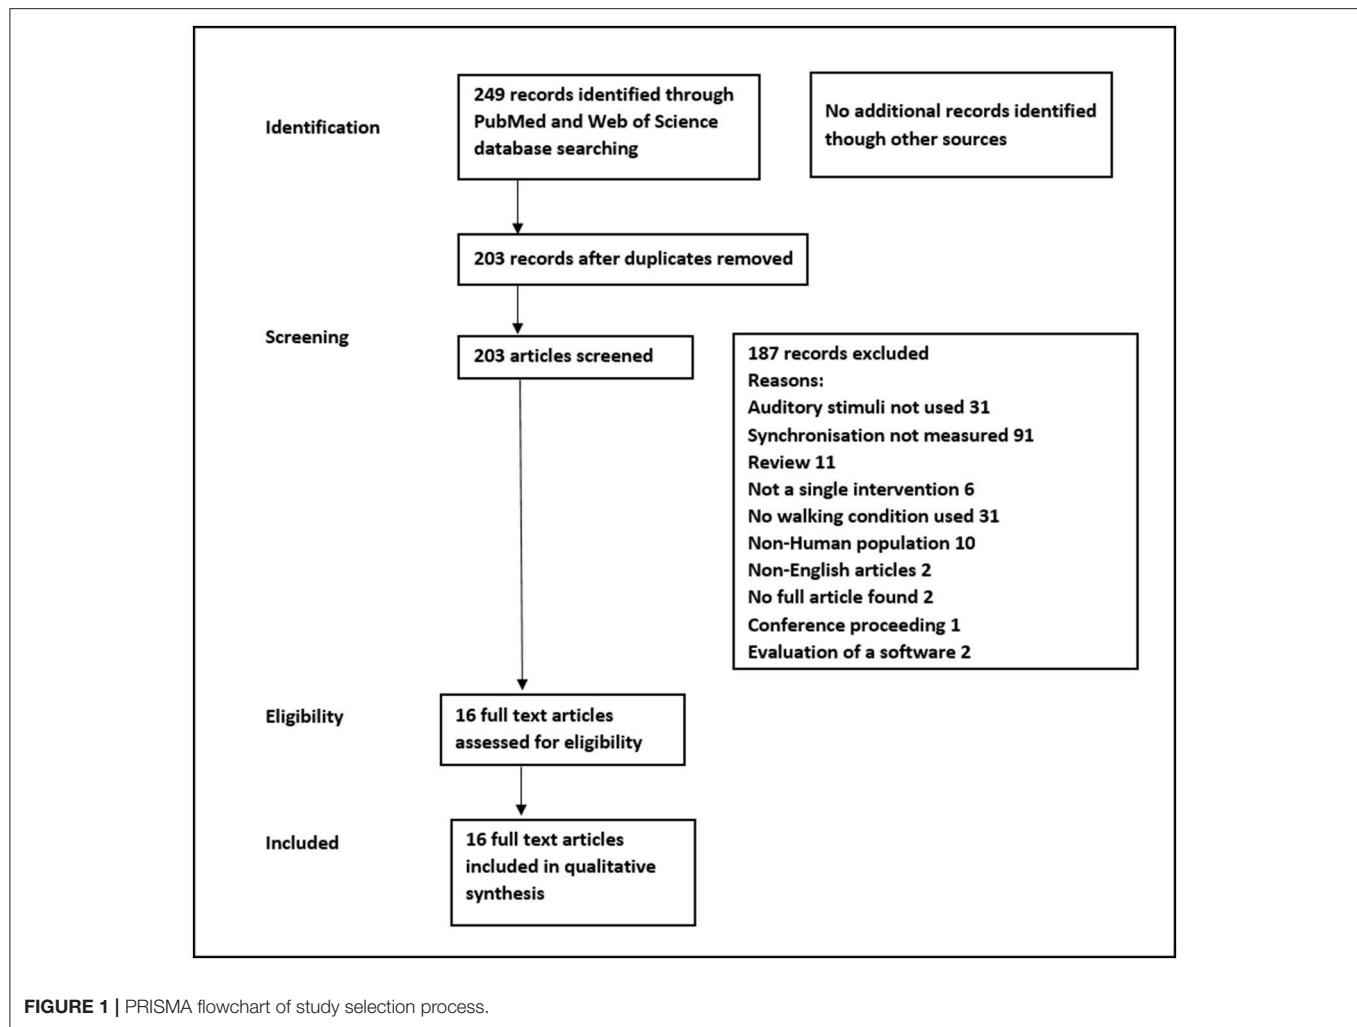 Identification
249 records identified through
PubMed and Web of Science
database searching
No additional records identified
though other sources
203 records after duplicates removed
Screening
203 articles screened
187 records excluded
Reasons:
Auditory stimuli not used 31
Synchronisation not measured 91
Review 11
Not a single intervention 6
No walking condition used 31
Non-Human population 10
Non-English articles 2
No full article found 2
Conference proceeding 1
Evaluation of a software 2
Eligibility
16 full text articles
assessed for eligibility
Included
16 full text articles
included in qualitative
synthesis
FIGURE 1 | PRISMA flowchart of study selection process.